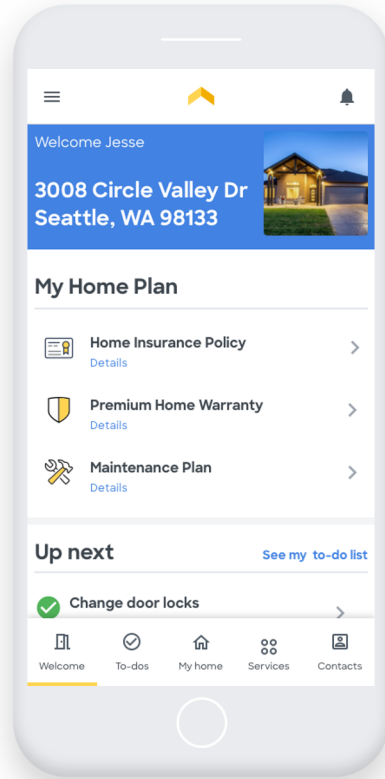 Welcome Jesse
3008 Circle Valley Dr
Seattle, WA 98133
My Home Plan
Home Insurance Policy
Details
Premium Home Warranty
Details
Maintenance Plan
Details
Up next
See my to-do list
Change door locks
Welcome
To-dos
My home
Services
Contacts